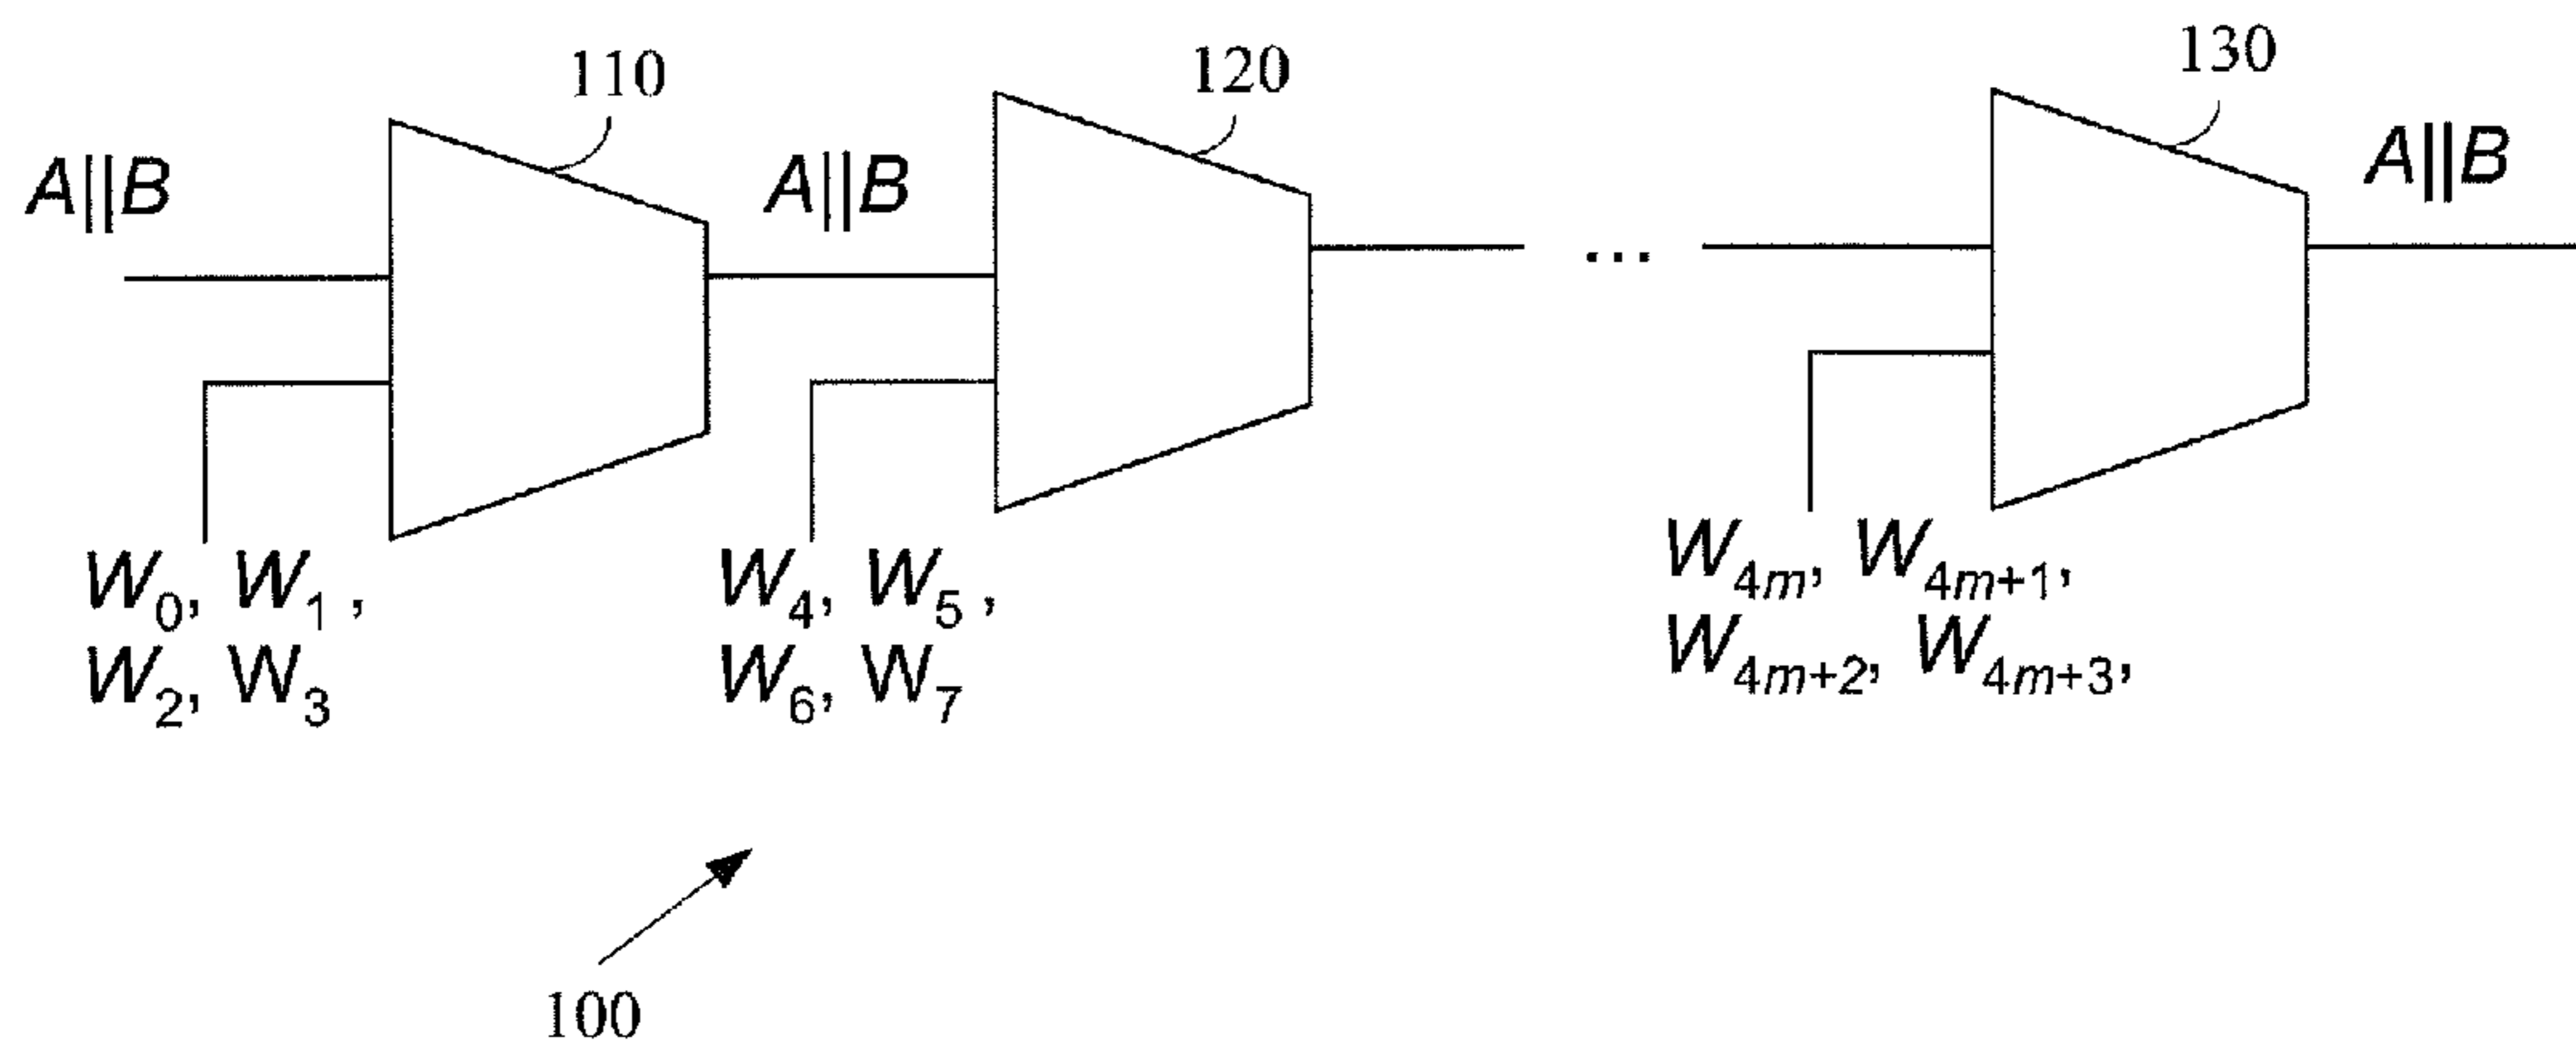 110
120
130
A||B
A||B
A||B
...
W₀, W₁,
W₂, W₃
W₄, W₅,
W₆, W₇
W₄ₘ, W₄ₘ₊₁,
W₄ₘ₊₂, W₄ₘ₊₃,
100